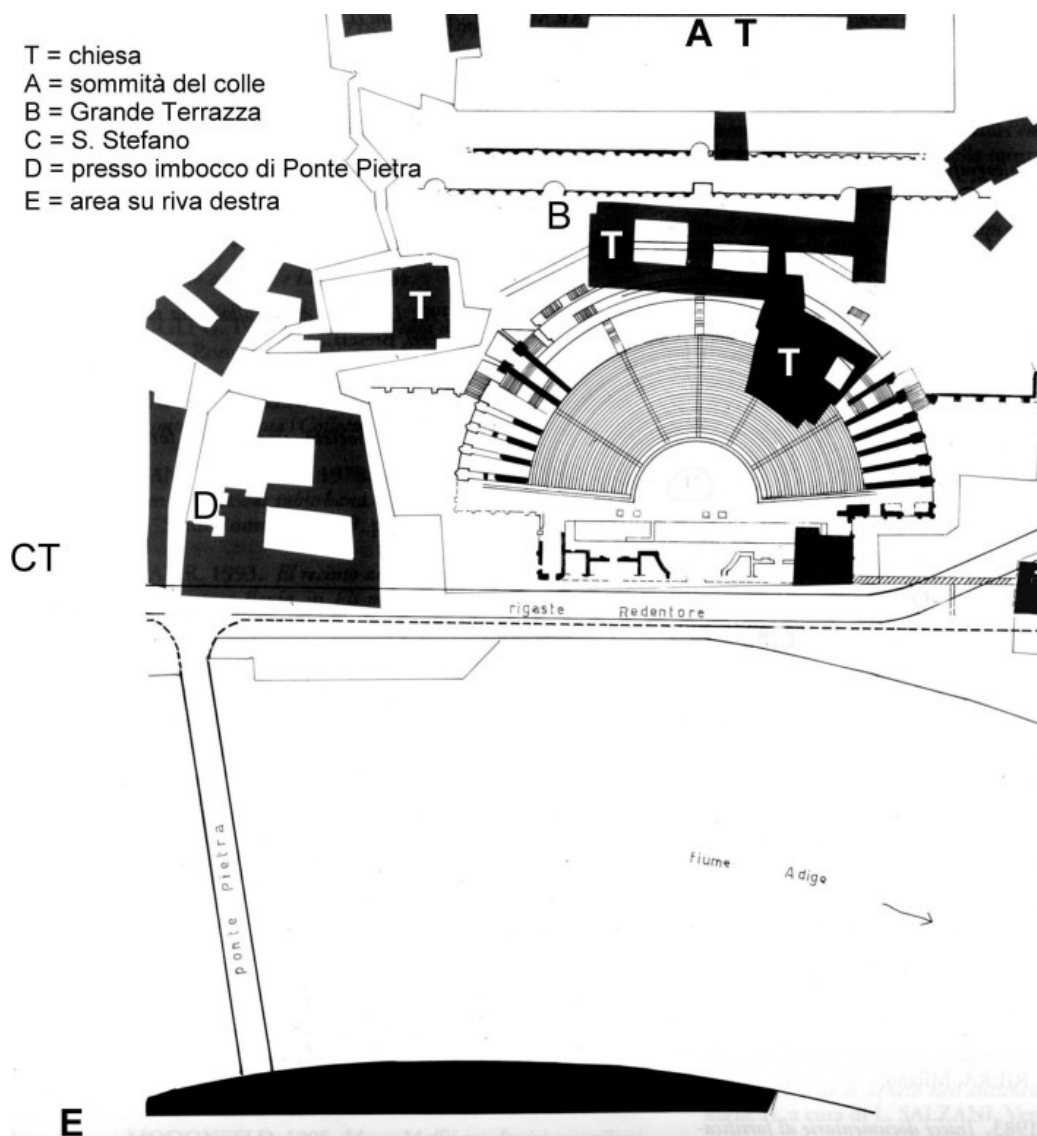 T = chiesa
A = sommità del colle
B = Grande Terrazza
C = S. Stefano
D = presso imbocco di Ponte Pietra
E = area su riva destra
A T
B
T
T
T
D
CT
rigaste Redentore
ponte pietra
fiume Adige
E